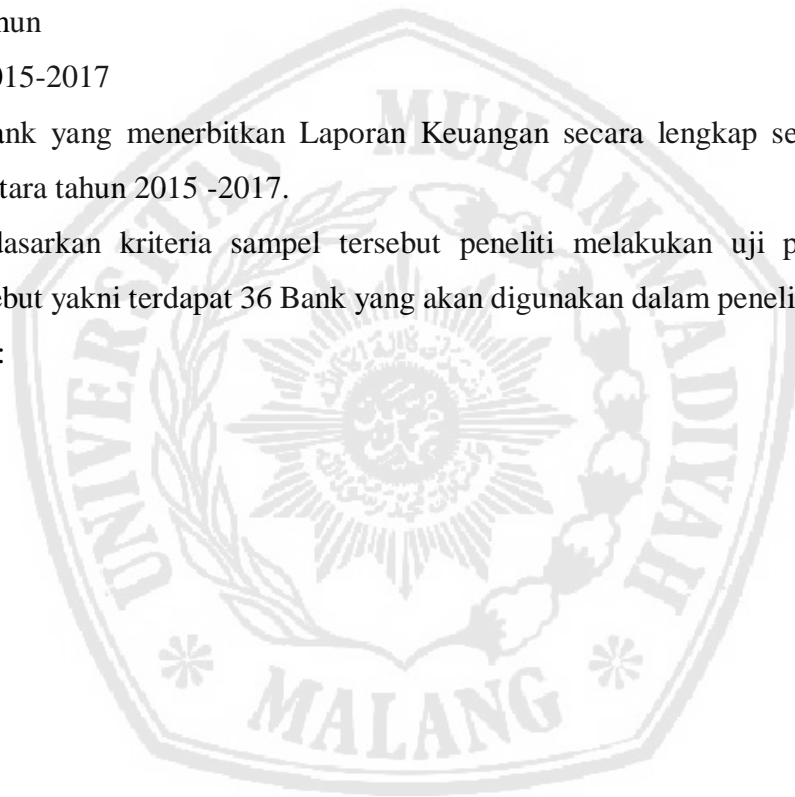 hun
015-2017
ank yang menerbitkan Laporan Keuangan secara lengkap se
tara tahun 2015 -2017.
dasarkan kriteria sampel tersebut peneliti melakukan uji p
ebut yakni terdapat 36 Bank yang akan digunakan dalam peneli
:
UNIVERSITAS MUHAMMADIYAH
MALANG